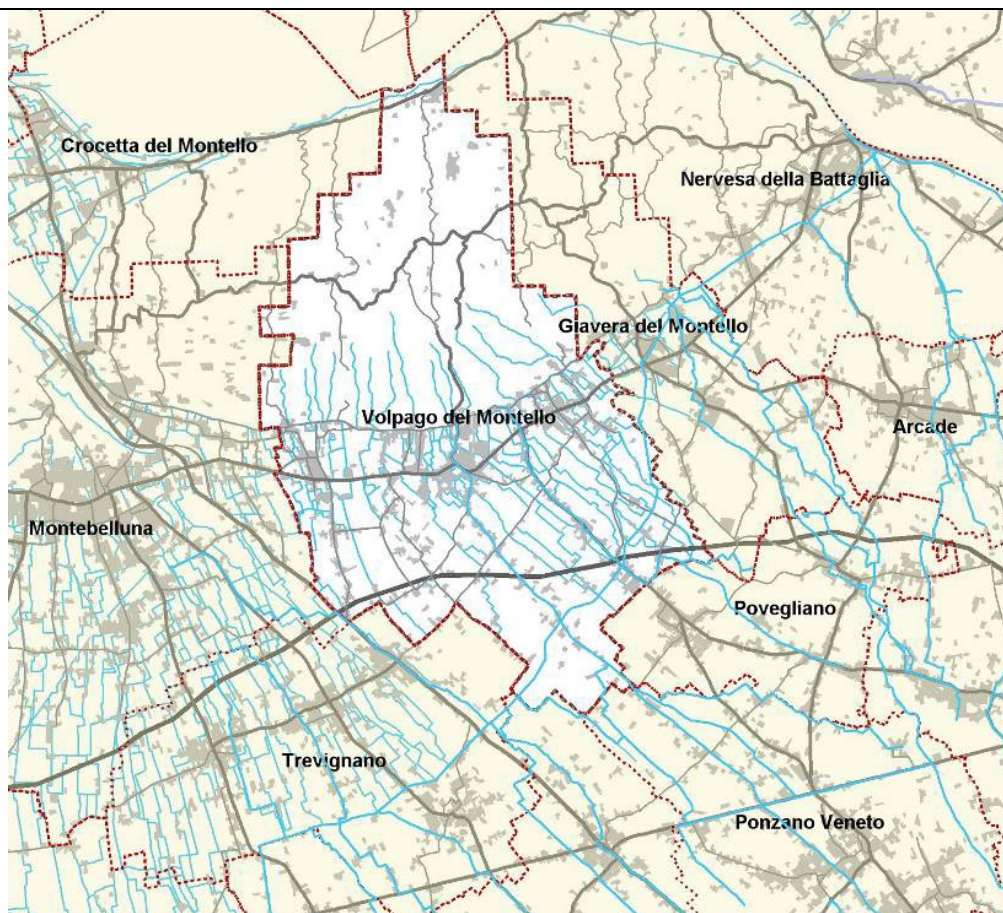 Crocetta del Montello
Nervesa della Battaglia
Giavera del Montello
Volpago del Montello
Arcade
Montebelluna
Povegliano
Trevignano
Ponzano Veneto